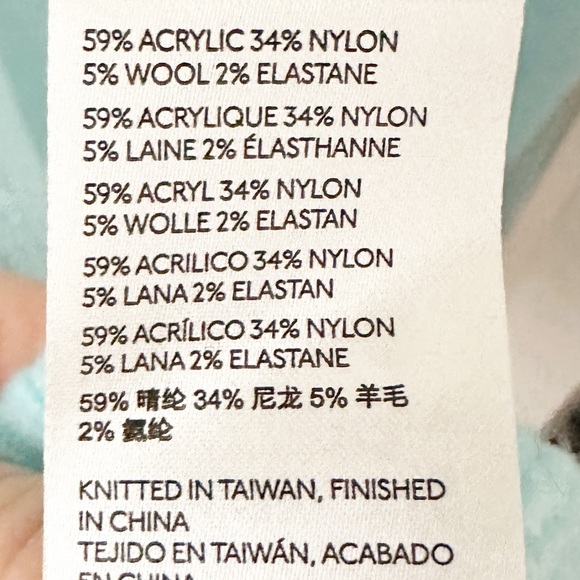 59% ACRYLIC 34% NYLON
5% WOOL 2% ELASTANE
59% ACRYLIQUE 34% NYLON
5% LAINE 2% ÉLASTHANNE
59% ACRYL 34% NYLON
5% WOLLE 2% ELASTAN
59% ACRILICO 34% NYLON
5% LANA 2% ELASTAN
59% ACRÍLICO 34% NYLON
5% LANA 2% ELASTANE
59% 晴纶 34% 尼龙 5% 羊毛
2% 氨纶
KNITTED IN TAIWAN, FINISHED
IN CHINA
TEJIDO EN TAIWÁN, ACABADO
EN CHINA